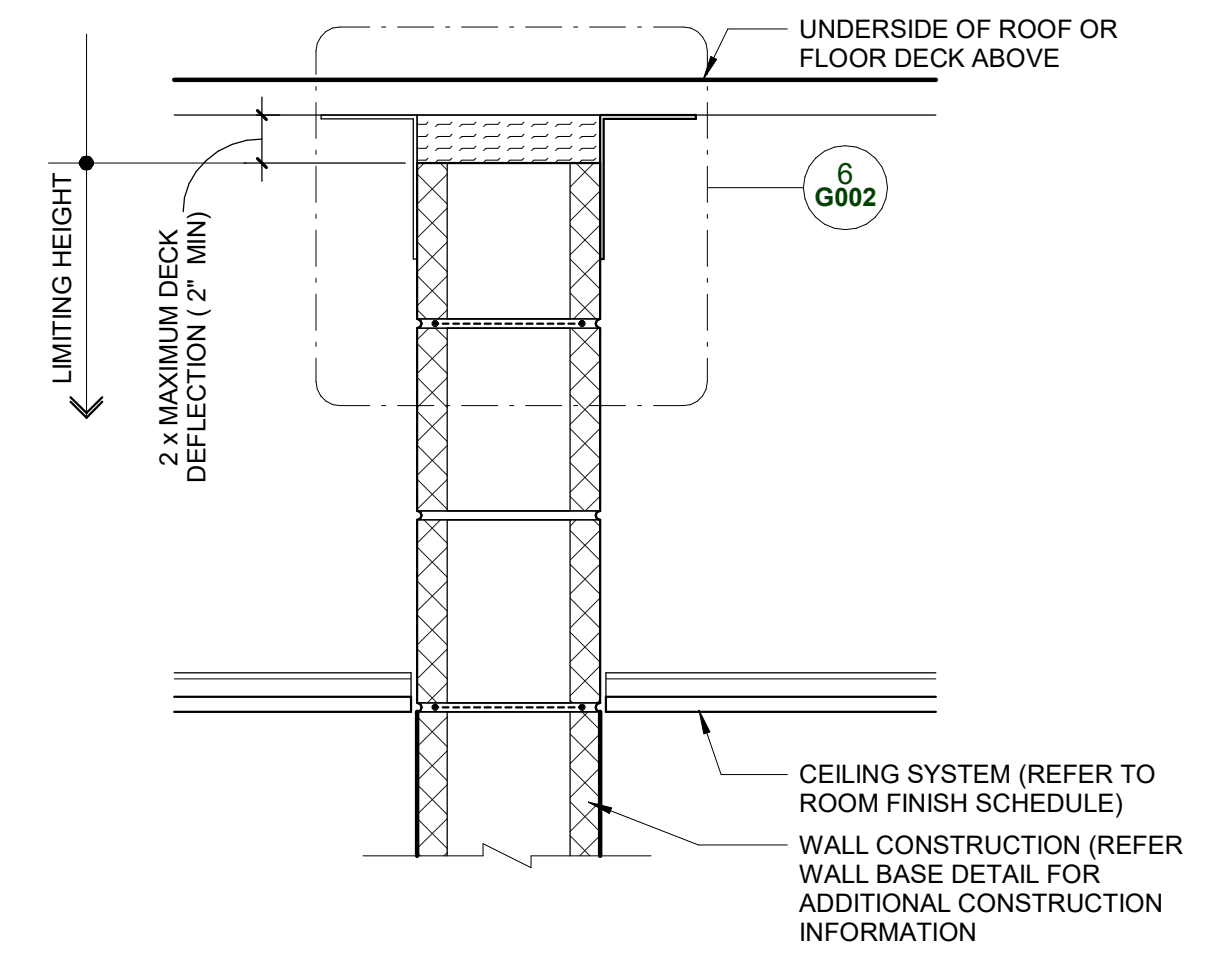 UNDERSIDE OF ROOF OR
FLOOR DECK ABOVE
6
G002
LIMITING HEIGHT
2 x MAXIMUM DECK
DEFLECTION ( 2" MIN)
CEILING SYSTEM (REFER TO
ROOM FINISH SCHEDULE)
WALL CONSTRUCTION (REFER
WALL BASE DETAIL FOR
ADDITIONAL CONSTRUCTION
INFORMATION